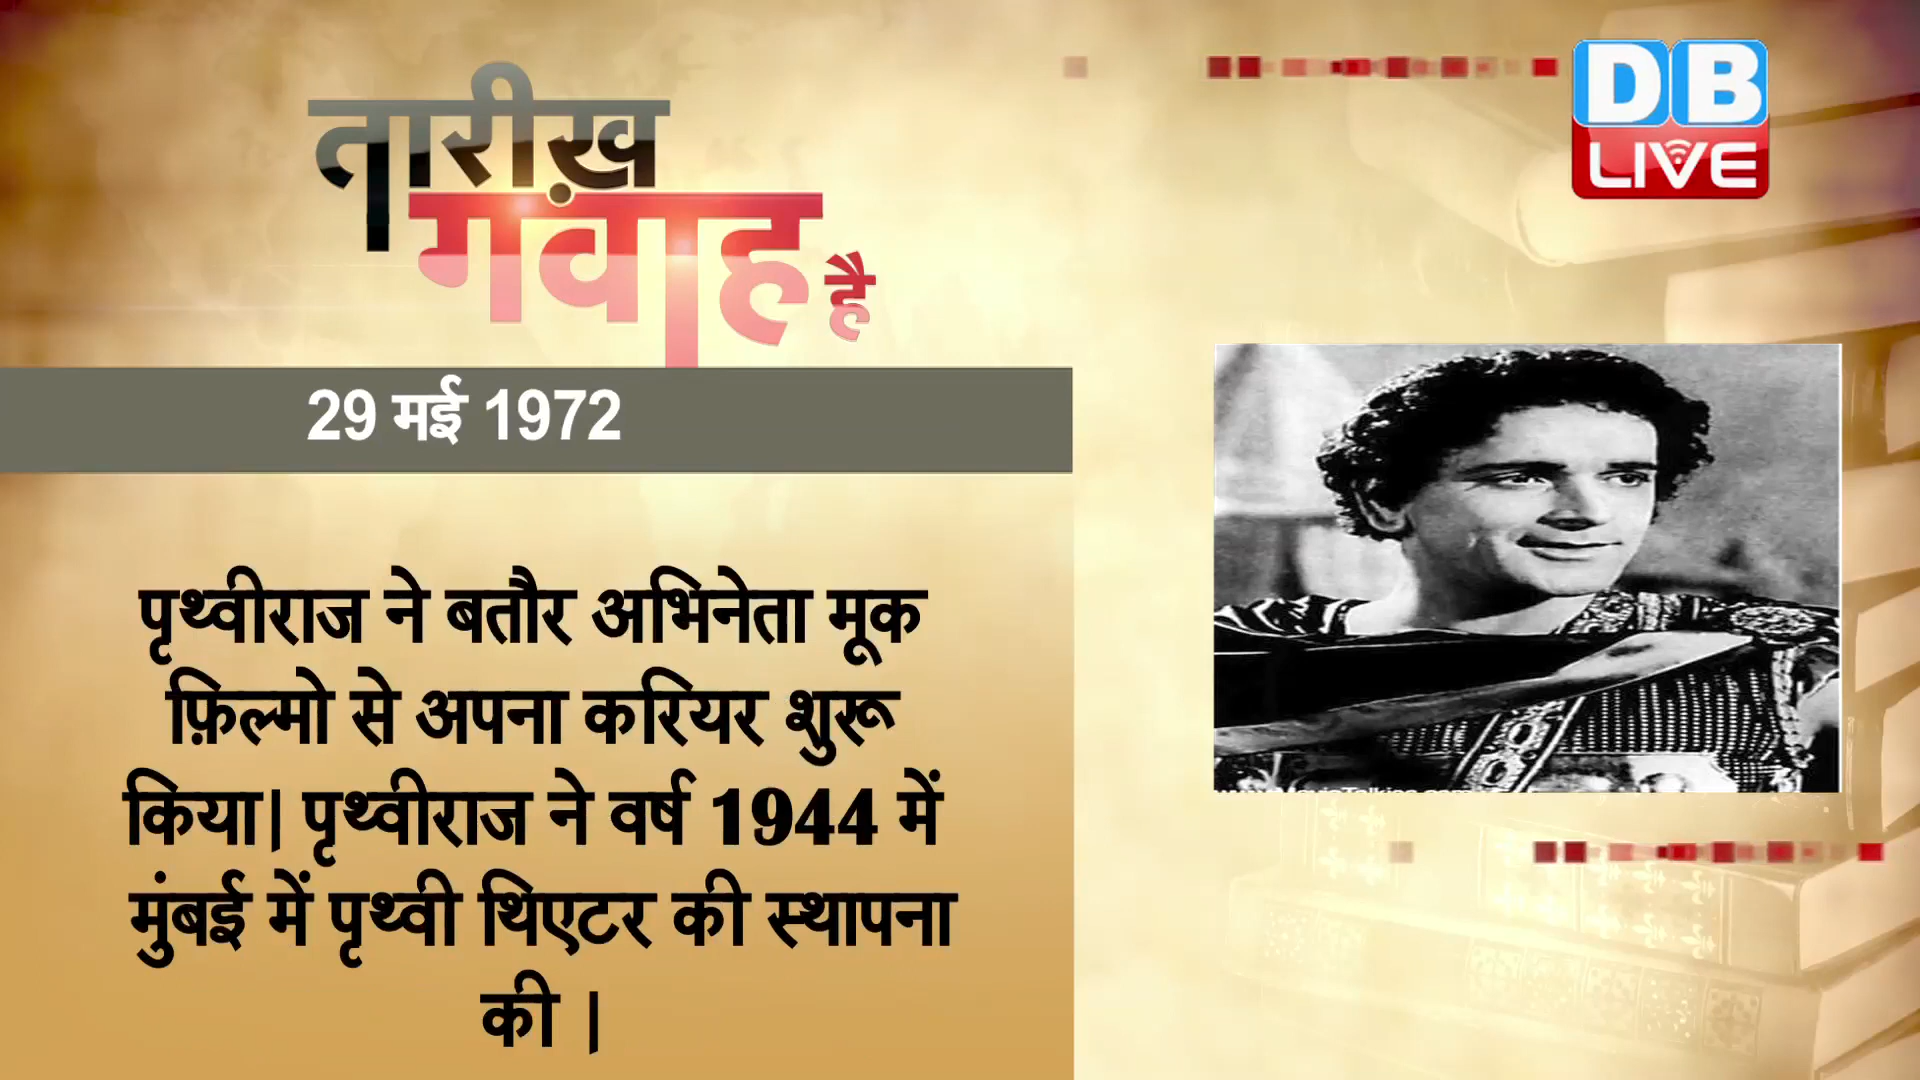 तारीख़
गवाह है
DB
LIVE
29 मई 1972
पृथ्वीराज ने बतौर अभिनेता मूक
फ़िल्मो से अपना करियर शुरू
किया। पृथ्वीराज ने वर्ष 1944 में
मुंबई में पृथ्वी थिएटर की स्थापना
की |